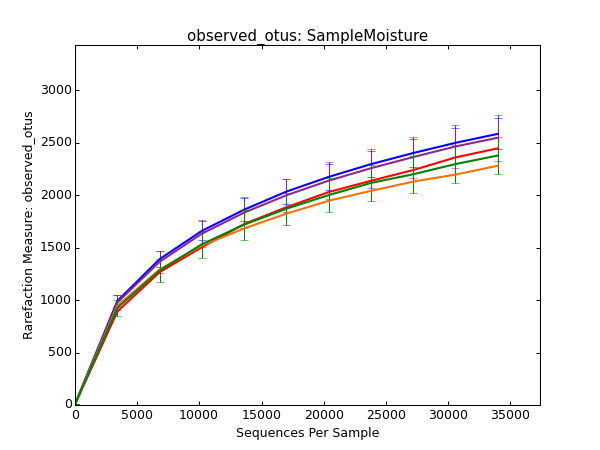 observed_otus: SampleMoisture
3000
2500
2000
1500
1000
500
0
Rarefaction Measure: observed_otus
0 5000 10000 15000 20000 25000 30000 35000
Sequences Per Sample